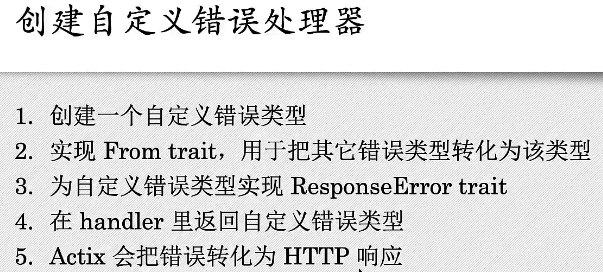 创建自定义错误处理器
1. 创建一个自定义错误类型
2. 实现 From trait，用于把其它错误类型转化为该类型
3. 为自定义错误类型实现 ResponseError trait
4. 在 handler 里返回自定义错误类型
5. Actix 会把错误转化为 HTTP 响应